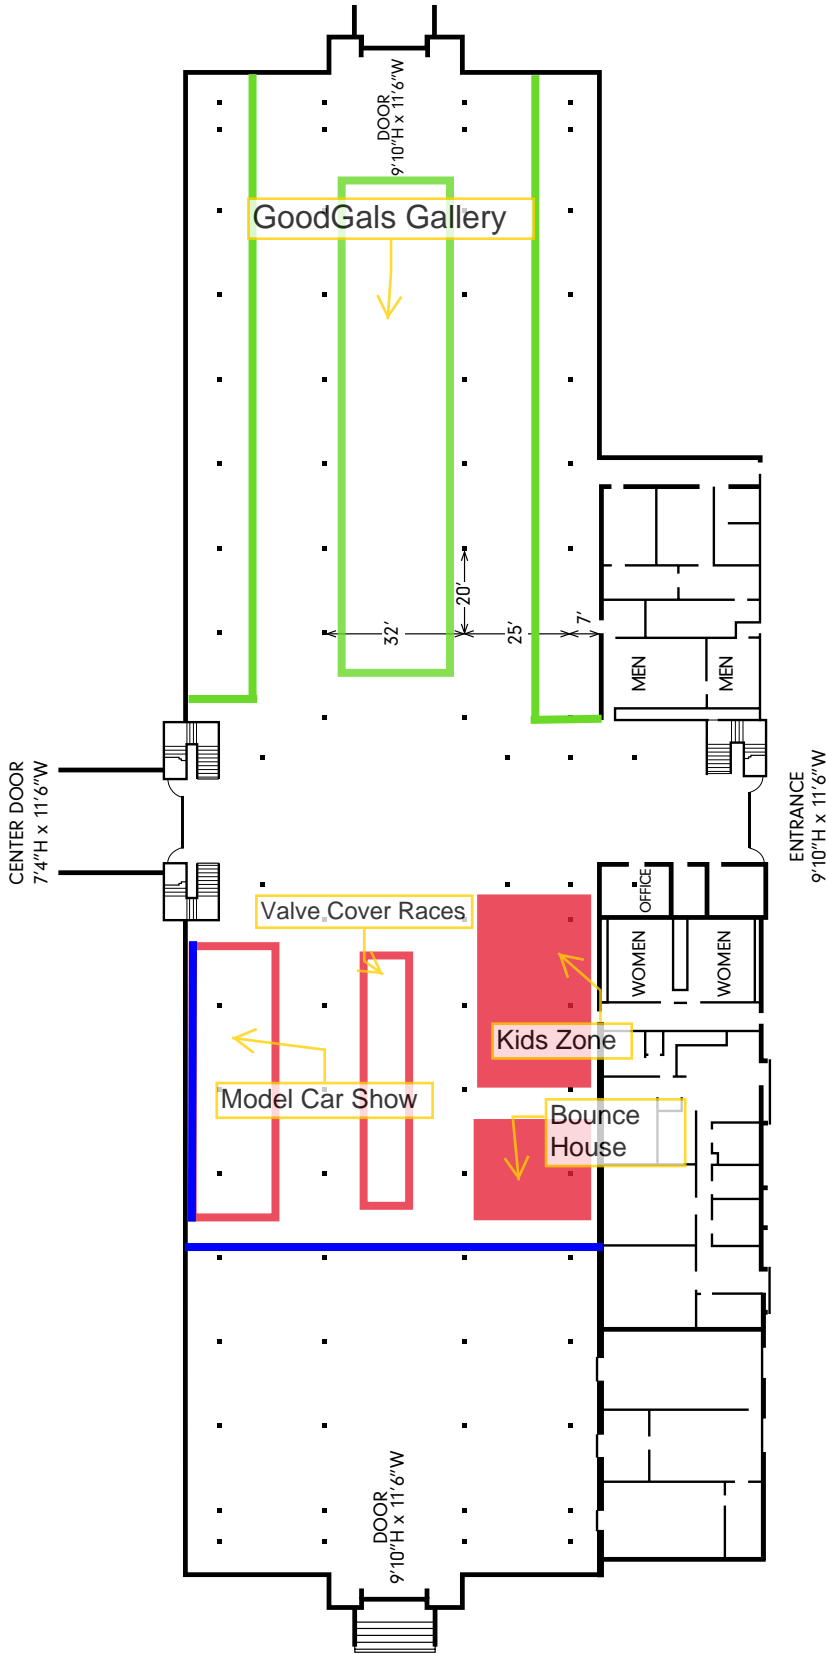 DOOR
9'10"H x 11'6"W
GoodGals Gallery
20'
32'
25'
7'
MEN
MEN
CENTER DOOR
7'4"H x 11'6"W
ENTRANCE
9'10"H x 11'6"W
OFFICE
Valve Cover Races
WOMEN
WOMEN
Kids Zone
Model Car Show
Bounce
House
DOOR
9'10"H x 11'6"W